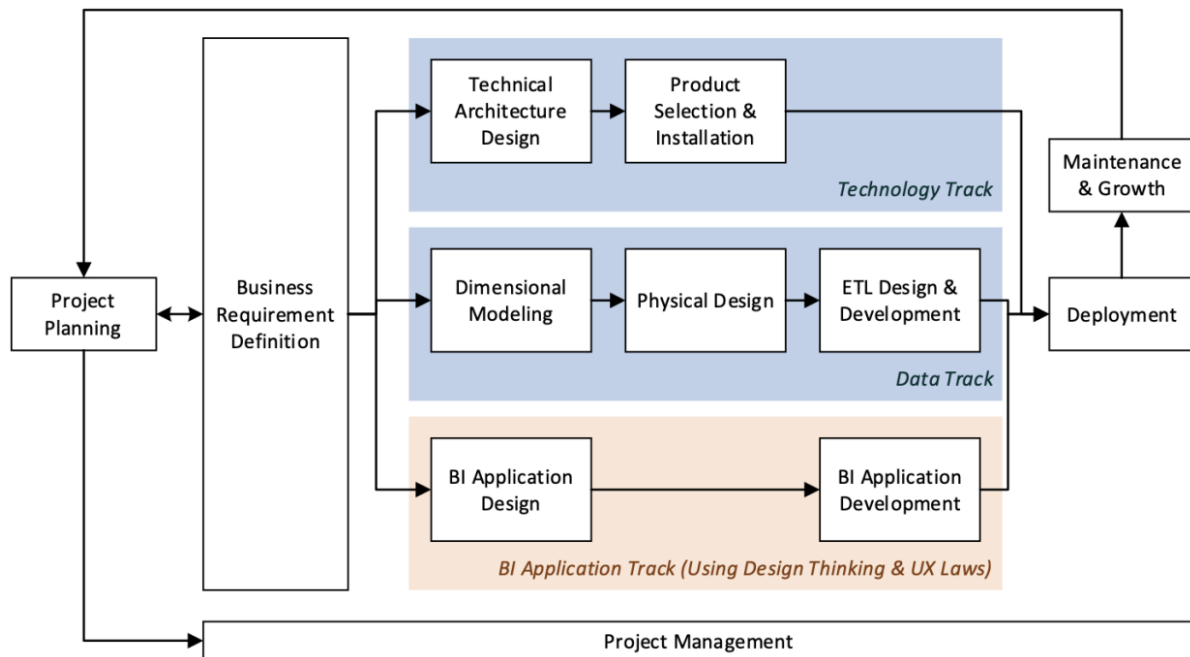 Technical
Architecture
Design
Product
Selection &
Installation
Technology Track
Maintenance
& Growth
Project
Planning
Business
Requirement
Definition
Dimensional
Modeling
Physical Design
ETL Design &
Development
Deployment
Data Track
BI Application
Design
BI Application
Development
BI Application Track (Using Design Thinking & UX Laws)
Project Management